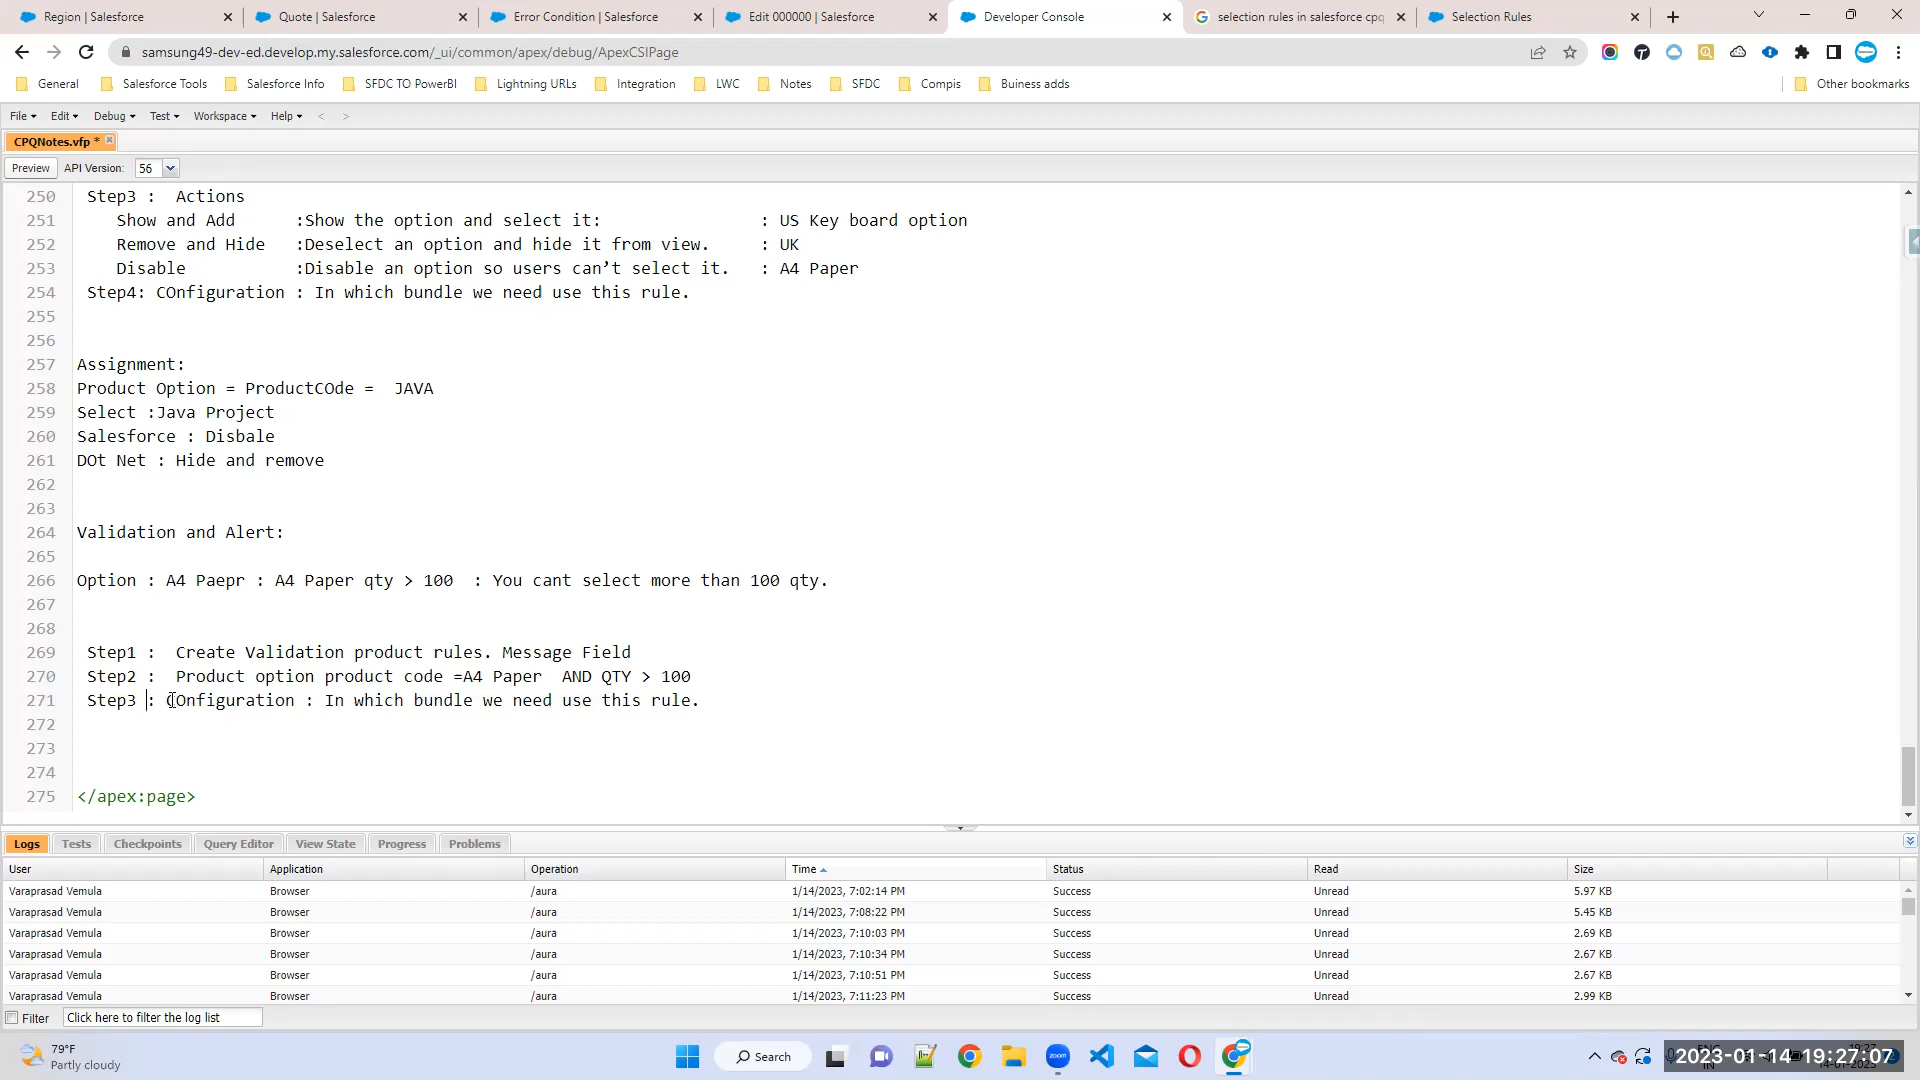 Region | Salesforce
Quote | Salesforce
Error Condition | Salesforce
Edit 000000 | Salesforce
Developer Console
selection rules in salesforce cpq
Selection Rules
samsung49-dev-ed.develop.my.salesforce.com/_ui/common/apex/debug/ApexCSIPage
General Salesforce Tools Salesforce Info SFDC TO PowerBI Lightning URLs Integration LWC Notes SFDC Compis Buiness adds Other bookmarks
File Edit Debug Test Workspace Help < >
CPQNotes.vfp *
Preview API Version: 56
250 Step3 : Actions
251 Show and Add :Show the option and select it: : US Key board option
252 Remove and Hide :Deselect an option and hide it from view. : UK
253 Disable :Disable an option so users can’t select it. : A4 Paper
254 Step4: COnfiguration : In which bundle we need use this rule.
255
256
257 Assignment:
258 Product Option = ProductCOde = JAVA
259 Select :Java Project
260 Salesforce : Disbale
261 DOt Net : Hide and remove
262
263
264 Validation and Alert:
265
266 Option : A4 Paepr : A4 Paper qty > 100 : You cant select more than 100 qty.
267
268
269 Step1 : Create Validation product rules. Message Field
270 Step2 : Product option product code =A4 Paper AND QTY > 100
271 Step3 : COnfiguration : In which bundle we need use this rule.
272
273
274
275 </apex:page>
Logs Tests Checkpoints Query Editor View State Progress Problems
User Application Operation Time Status Read Size
Varaprasad Vemula Browser /aura 1/14/2023, 7:02:14 PM Success Unread 5.97 KB
Varaprasad Vemula Browser /aura 1/14/2023, 7:08:22 PM Success Unread 5.45 KB
Varaprasad Vemula Browser /aura 1/14/2023, 7:10:03 PM Success Unread 2.69 KB
Varaprasad Vemula Browser /aura 1/14/2023, 7:10:34 PM Success Unread 2.67 KB
Varaprasad Vemula Browser /aura 1/14/2023, 7:10:51 PM Success Unread 2.67 KB
Varaprasad Vemula Browser /aura 1/14/2023, 7:11:23 PM Success Unread 2.99 KB
Filter Click here to filter the log list
79°F
Partly cloudy
Search
zoom
2023-01-14-19:27:07